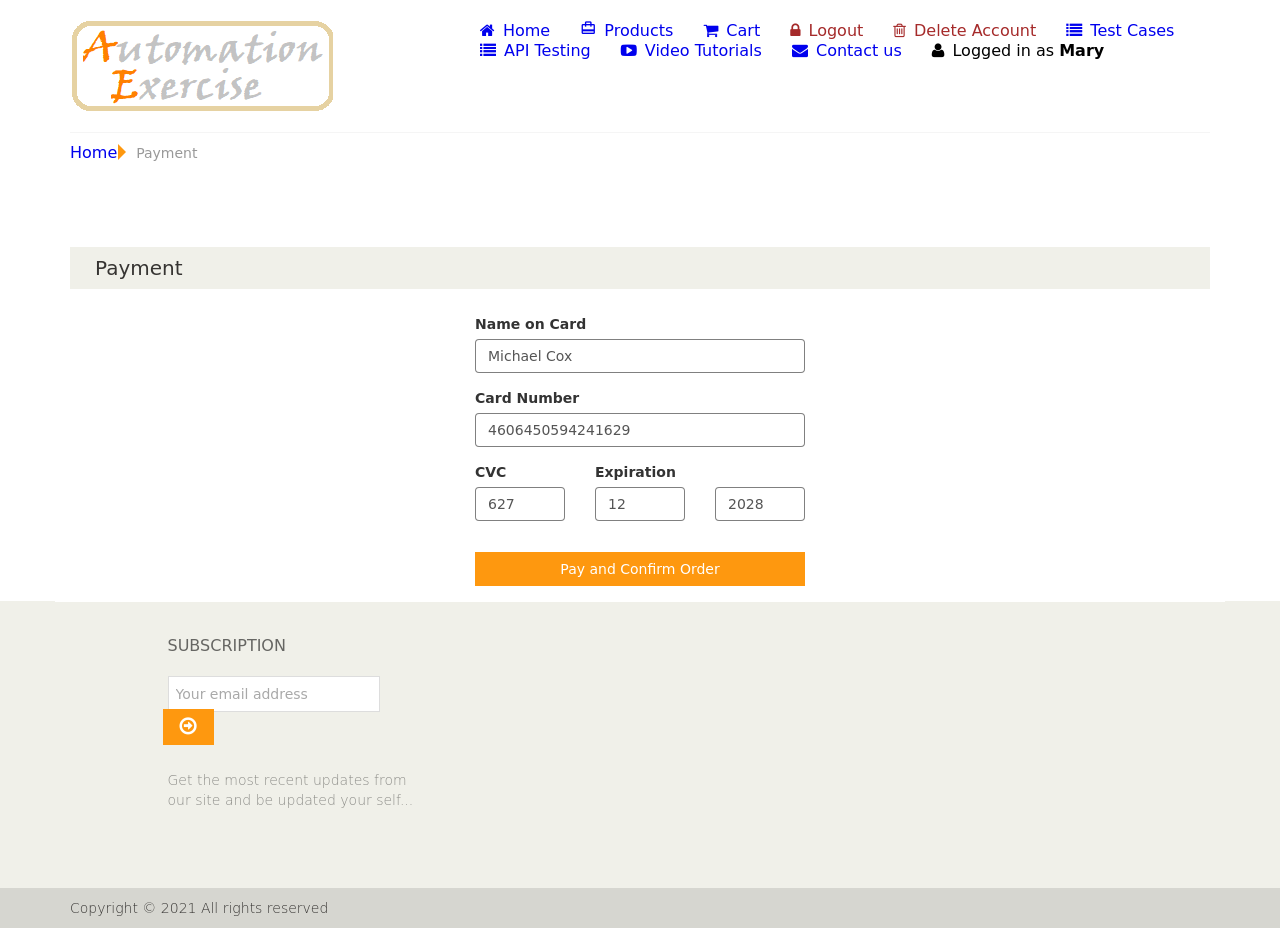 Automation
Exercise
Home Products Cart Logout Delete Account Test Cases
API Testing Video Tutorials Contact us Logged in as Mary
Home Payment
Payment
Name on Card
Michael Cox
Card Number
4606450594241629
CVC Expiration
627 12 2028
Pay and Confirm Order
SUBSCRIPTION
Your email address
Get the most recent updates from
our site and be updated your self...
Copyright © 2021 All rights reserved